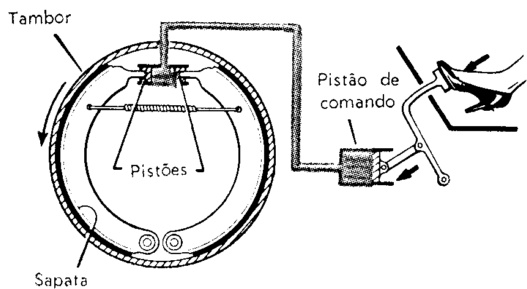 Tambor
Pistão de
comando
Pistões
Sapata